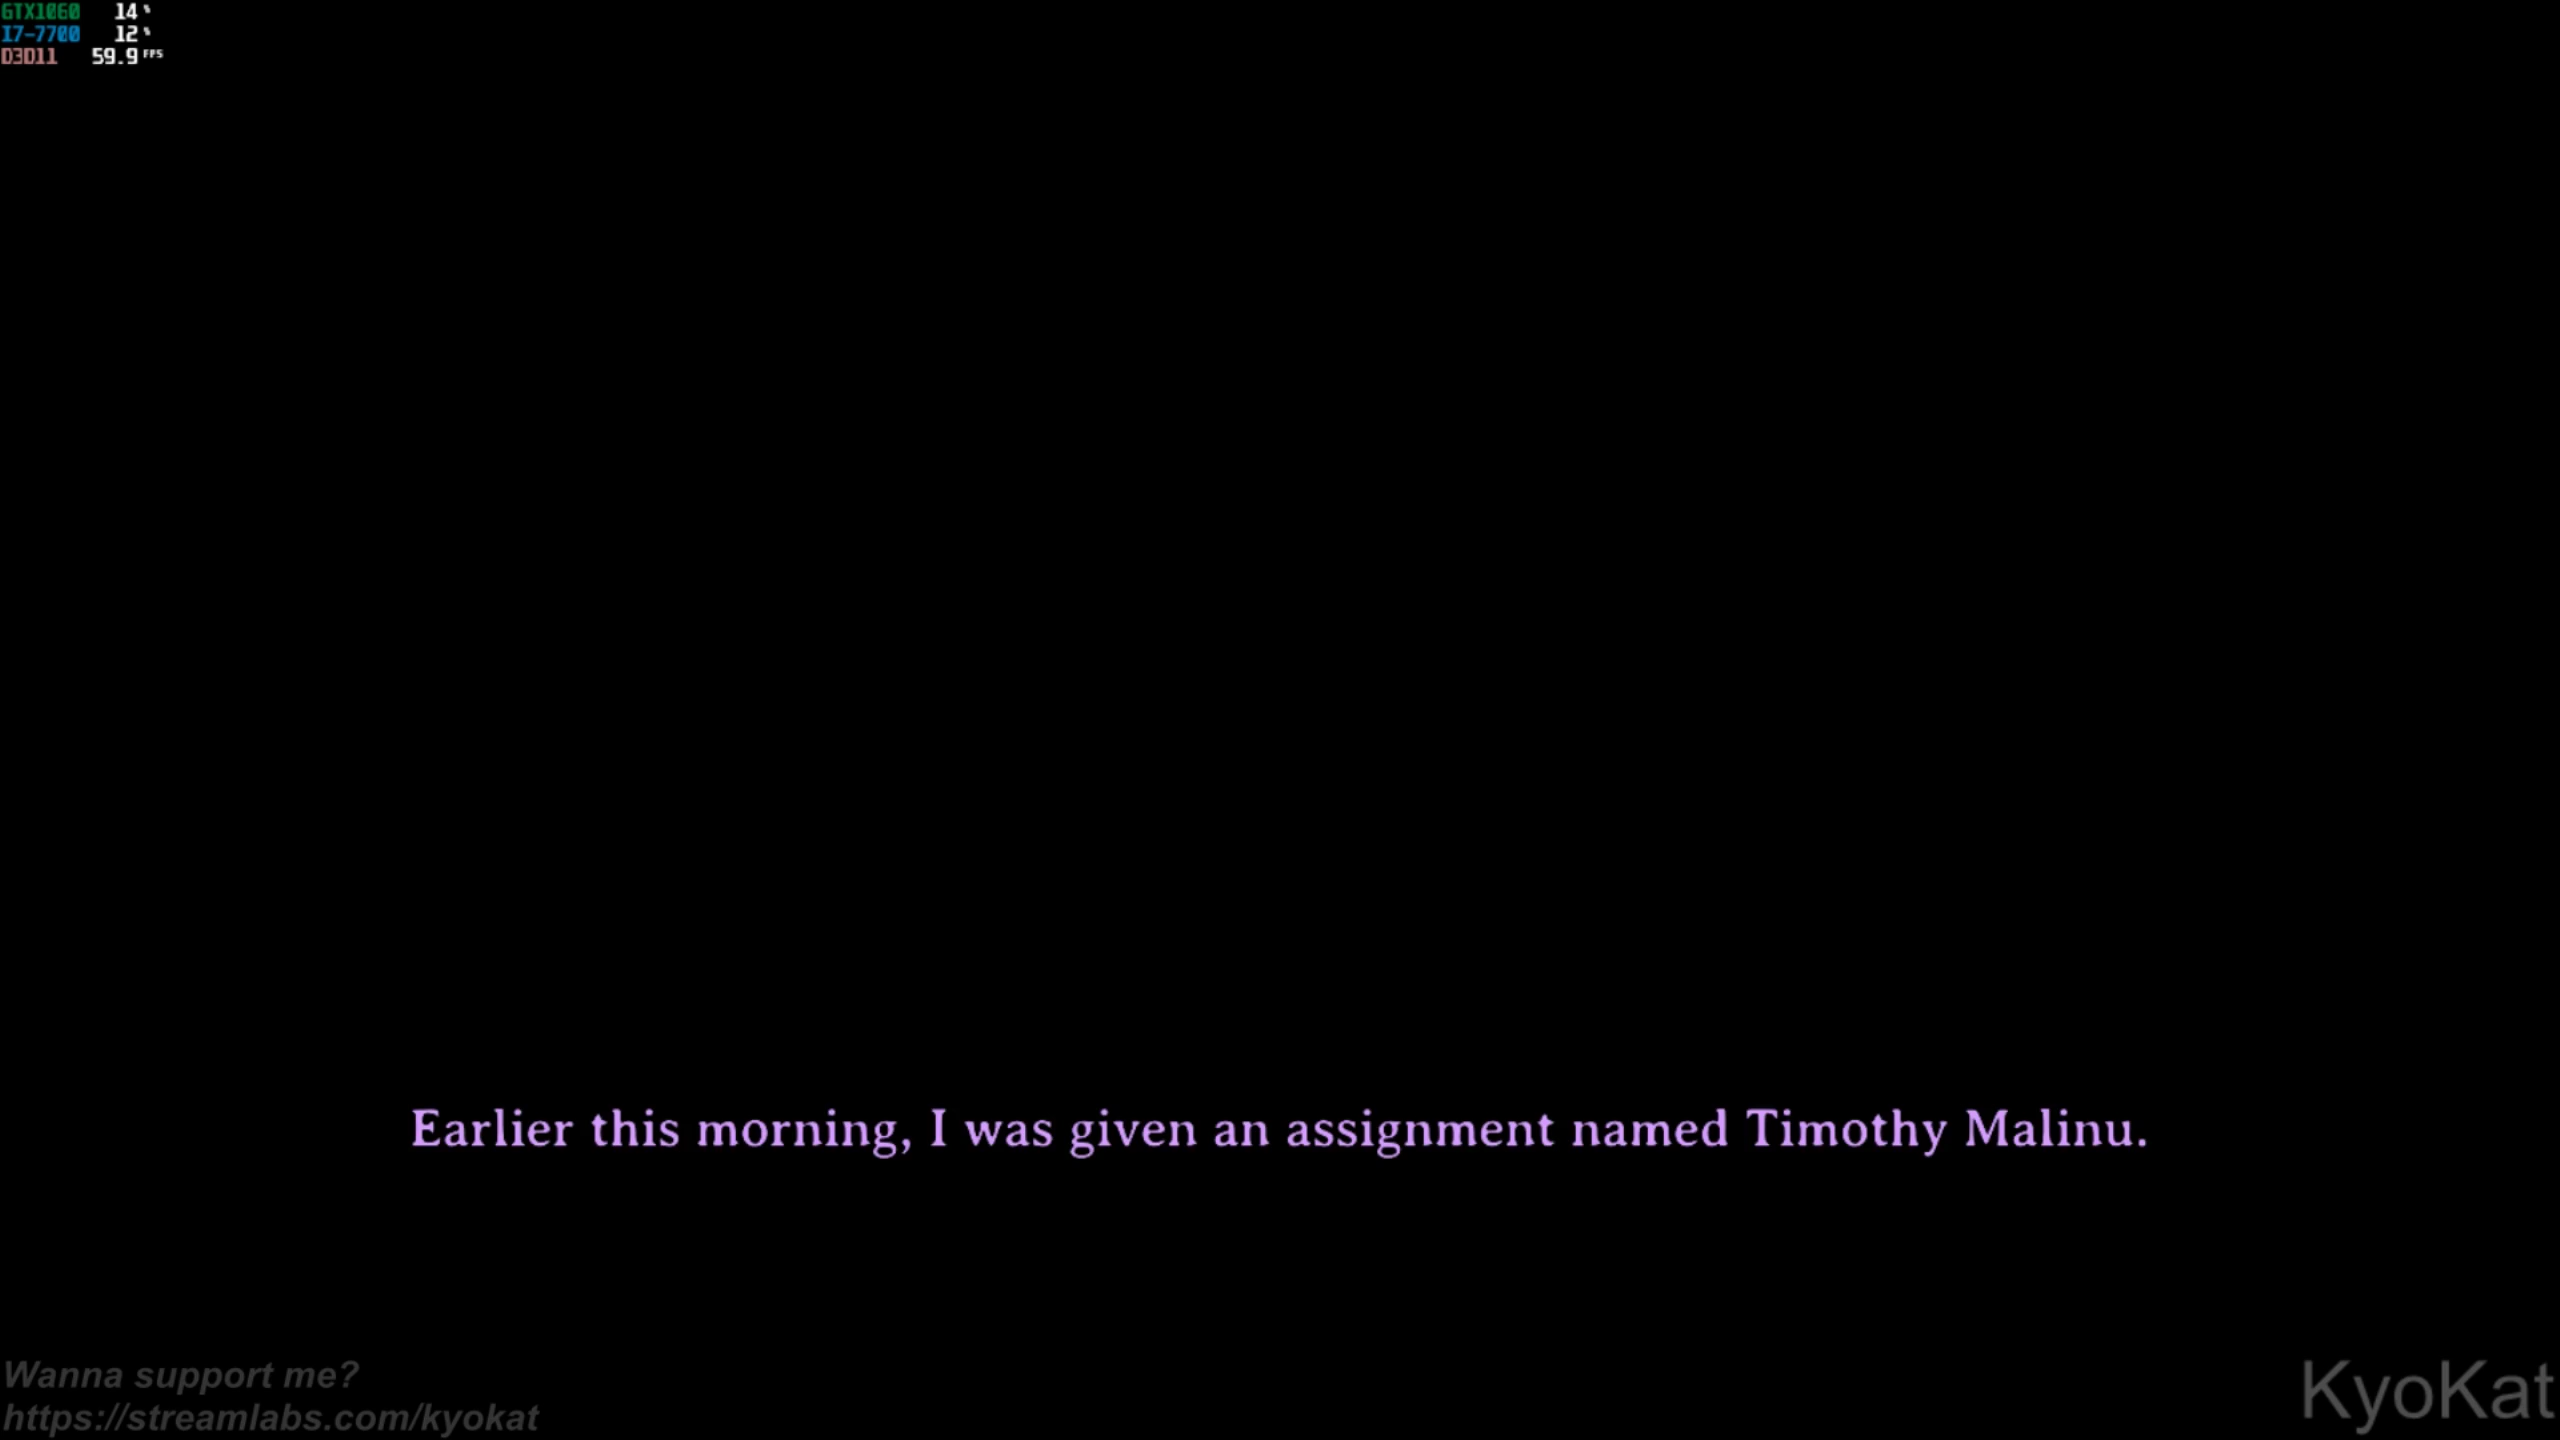 GTX1060 14 %
I7-7700 12 %
D3D11 59.9 FPS
Earlier this morning, I was given an assignment named Timothy Malinu.
Wanna support me?
https://streamlabs.com/kyokat
KyoKat